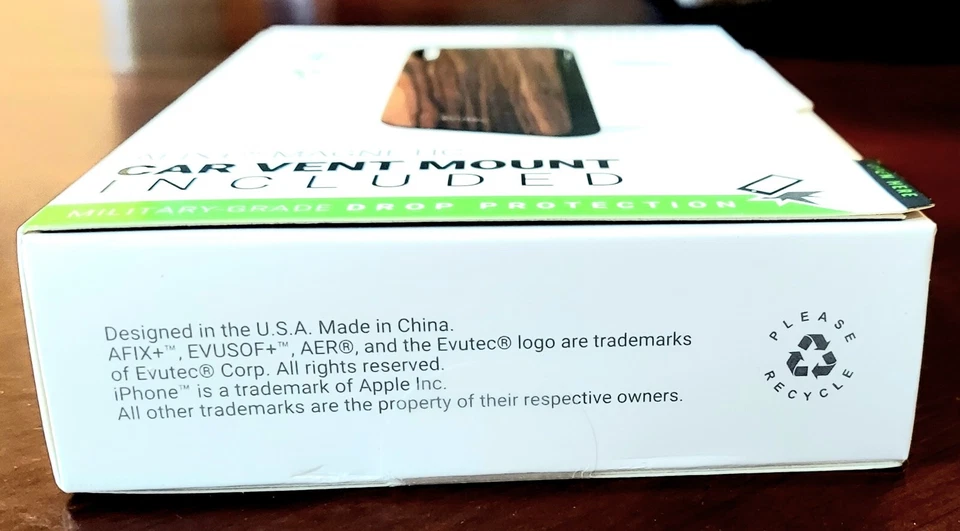 CAR VENT MOUNT
INCLUDED
MILITARY-GRADE DROP PROTECTION
Designed in the U.S.A. Made in China.
AFIX+™, EVUSOF+™, AER®, and the Evutec® logo are trademarks
of Evutec® Corp. All rights reserved.
iPhone™ is a trademark of Apple Inc.
All other trademarks are the property of their respective owners.
PLEASE
RECYCLE